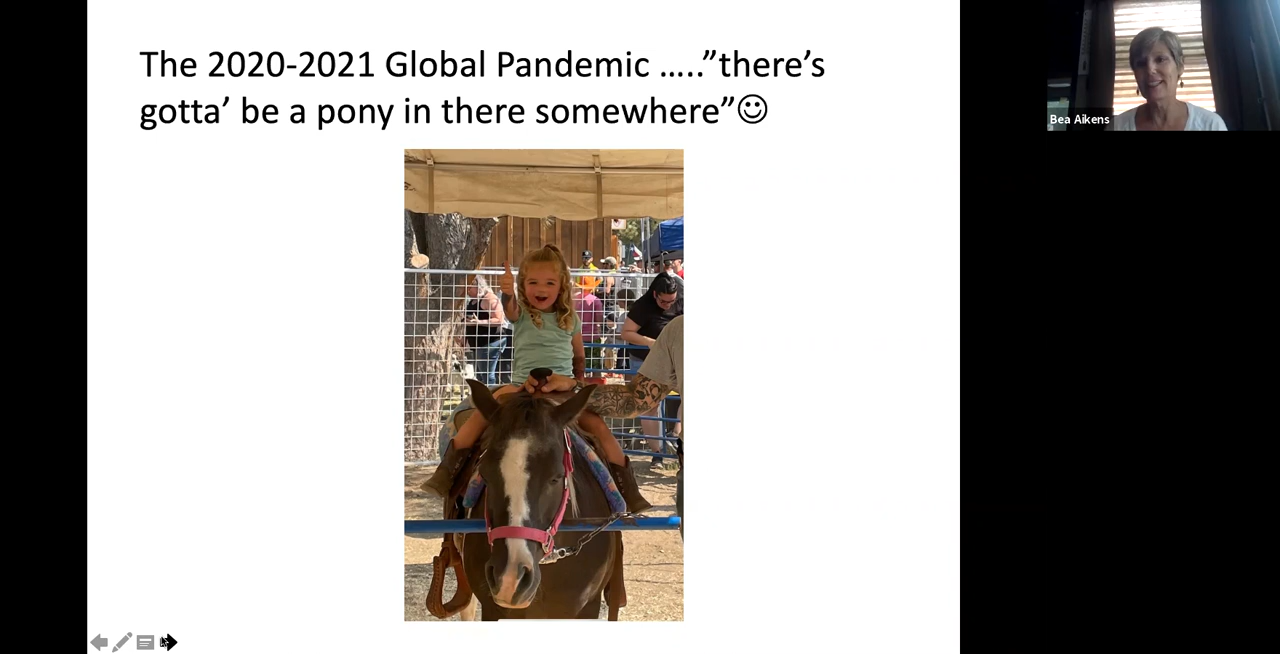 The 2020-2021 Global Pandemic …..”there’s
gotta’ be a pony in there somewhere”☺
Bea Aikens